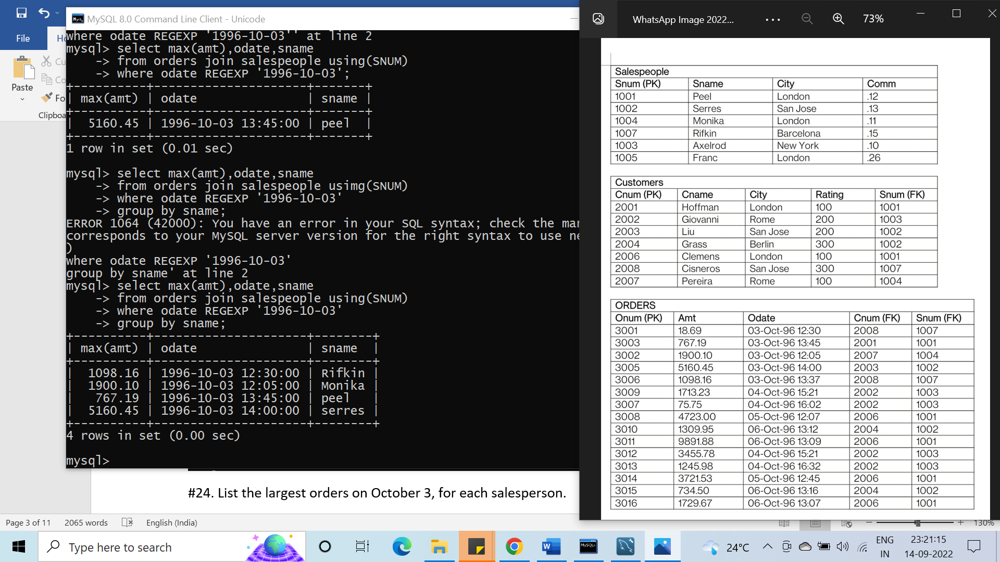 File
Paste
Clipboa
MySQL 8.0 Command Line Client - Unicode
where odate REGEXP '1996-10-03'' at line 2
mysql> select max(amt),odate,sname
-> from orders join salespeople using(SNUM)
-> where odate REGEXP '1996-10-03';
+----------+---------------------+-------+
| max(amt) | odate | sname |
+----------+---------------------+-------+
| 5160.45 | 1996-10-03 13:45:00 | peel |
+----------+---------------------+-------+
1 row in set (0.01 sec)
mysql> select max(amt),odate,sname
-> from orders join salespeople usimg(SNUM)
-> where odate REGEXP '1996-10-03'
-> group by sname;
ERROR 1064 (42000): You have an error in your SQL syntax; check the mar
corresponds to your MySQL server version for the right syntax to use ne
)
where odate REGEXP '1996-10-03'
group by sname' at line 2
mysql> select max(amt),odate,sname
-> from orders join salespeople using(SNUM)
-> where odate REGEXP '1996-10-03'
-> group by sname;
+----------+---------------------+--------+
| max(amt) | odate | sname |
+----------+---------------------+--------+
| 1098.16 | 1996-10-03 12:30:00 | Rifkin |
| 1900.10 | 1996-10-03 12:05:00 | Monika |
| 767.19 | 1996-10-03 13:45:00 | peel |
| 5160.45 | 1996-10-03 14:00:00 | serres |
+----------+---------------------+--------+
4 rows in set (0.00 sec)
mysql>
#24. List the largest orders on October 3, for each salesperson.
WhatsApp Image 2022... 73%
Salespeople
Snum (PK) Sname City Comm
1001 Peel London .12
1002 Serres San Jose .13
1004 Monika London .11
1007 Rifkin Barcelona .15
1003 Axelrod New York .10
1005 Franc London .26
Customers
Cnum (PK) Cname City Rating Snum (FK)
2001 Hoffman London 100 1001
2002 Giovanni Rome 200 1003
2003 Liu San Jose 200 1002
2004 Grass Berlin 300 1002
2006 Clemens London 100 1001
2008 Cisneros San Jose 300 1007
2007 Pereira Rome 100 1004
ORDERS
Onum (PK) Amt Odate Cnum (FK) Snum (FK)
3001 18.69 03-Oct-96 12:30 2008 1007
3003 767.19 03-Oct-96 13:45 2001 1001
3002 1900.10 03-Oct-96 12:05 2007 1004
3005 5160.45 03-Oct-96 14:00 2003 1002
3006 1098.16 03-Oct-96 13:37 2008 1007
3009 1713.23 04-Oct-96 15:21 2002 1003
3007 75.75 04-Oct-96 16:02 2002 1003
3008 4723.00 05-Oct-96 12:07 2006 1001
3010 1309.95 06-Oct-96 13:12 2004 1002
3011 9891.88 06-Oct-96 13:09 2006 1001
3012 3455.78 04-Oct-96 15:21 2002 1003
3013 1245.98 04-Oct-96 16:32 2002 1003
3014 3721.53 05-Oct-96 12:45 2006 1001
3015 734.50 06-Oct-96 13:16 2004 1002
3016 1729.67 06-Oct-96 13:07 2006 1001
Page 3 of 11 2065 words English (India) 130%
Type here to search
MySQL
24°C ENG 23:21:15
IN 14-09-2022